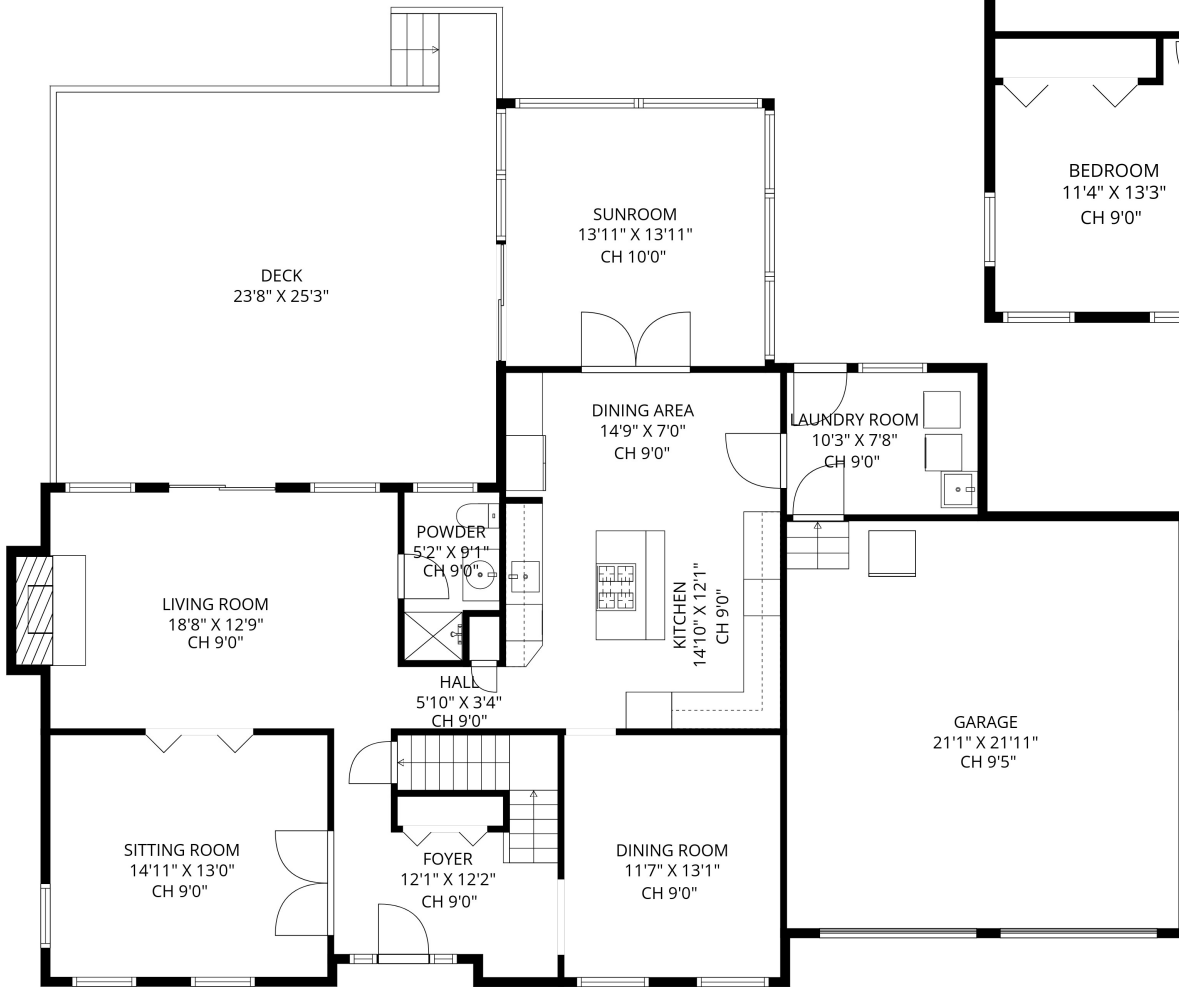 BEDROOM
11'4" X 13'3"
CH 9'0"
SUNROOM
13'11" X 13'11"
CH 10'0"
DECK
23'8" X 25'3"
DINING AREA
14'9" X 7'0"
CH 9'0"
LAUNDRY ROOM
10'3" X 7'8"
CH 9'0"
POWDER
5'2" X 9'1"
CH 9'0"
KITCHEN
14'10" X 12'1"
CH 9'0"
LIVING ROOM
18'8" X 12'9"
CH 9'0"
HALL
5'10" X 3'4"
CH 9'0"
GARAGE
21'1" X 21'11"
CH 9'5"
SITTING ROOM
14'11" X 13'0"
CH 9'0"
FOYER
12'1" X 12'2"
CH 9'0"
DINING ROOM
11'7" X 13'1"
CH 9'0"